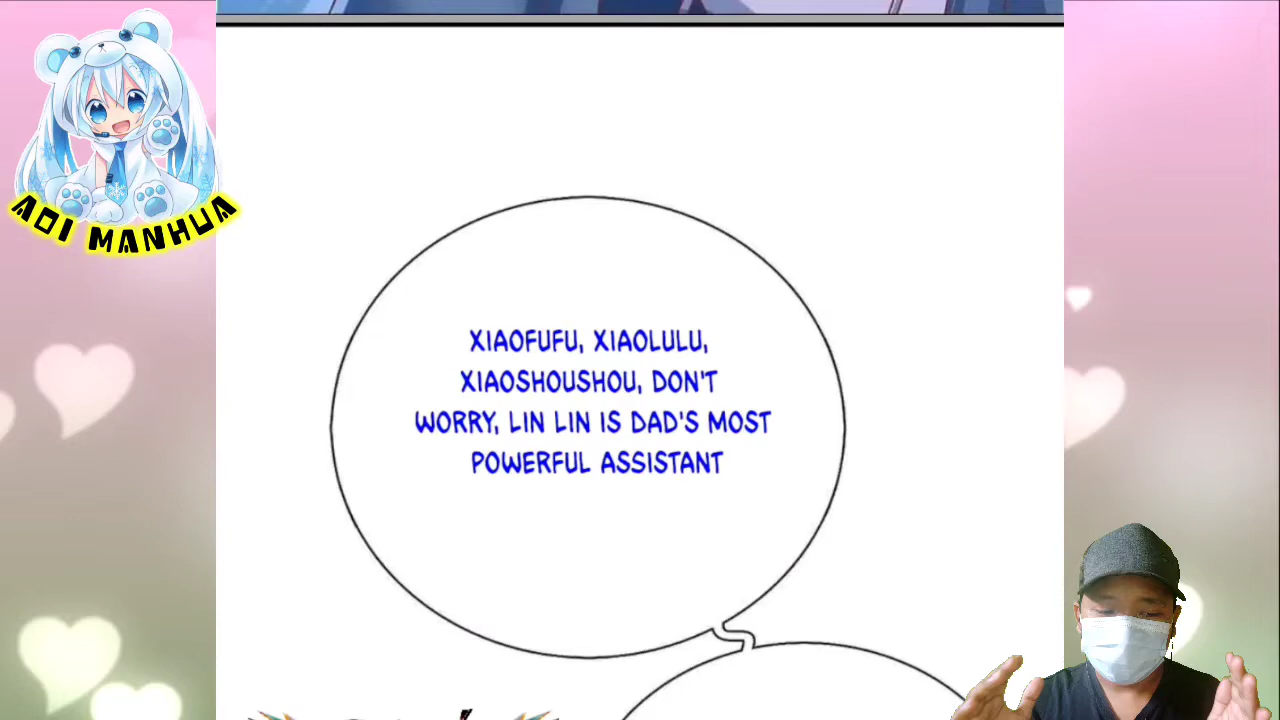 AOI MANHUA
XIAOFUFU, XIAOLULU,
XIAOSHOUSHOU, DON'T
WORRY, LIN LIN IS DAD'S MOST
POWERFUL ASSISTANT